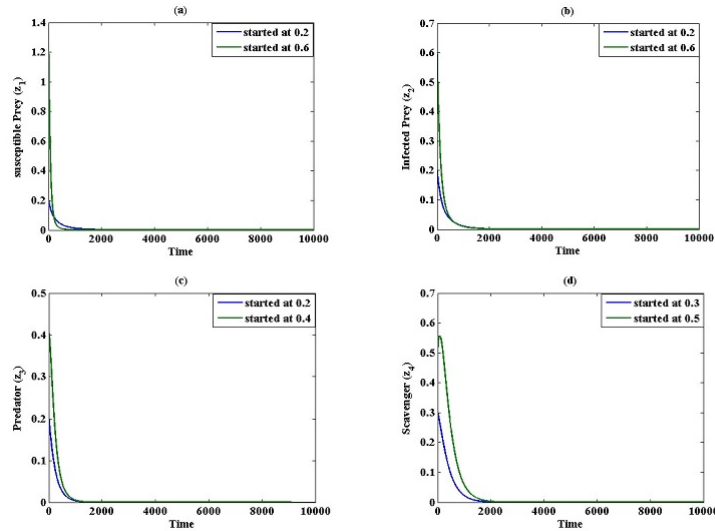 (a)
1.4
1.2
1
0.8
0.6
0.4
0.2
0
0 2000 4000 6000 8000 10000
susceptible Prey (z1)
Time
started at 0.2
started at 0.6
(b)
0.7
0.6
0.5
0.4
0.3
0.2
0.1
0
0 2000 4000 6000 8000 10000
Infected Prey (z2)
Time
started at 0.2
started at 0.6
(c)
0.5
0.4
0.3
0.2
0.1
0
0 2000 4000 6000 8000 10000
Predator (z3)
Time
started at 0.2
started at 0.4
(d)
0.7
0.6
0.5
0.4
0.3
0.2
0.1
0
0 2000 4000 6000 8000 10000
Scavenger (z4)
Time
started at 0.3
started at 0.5